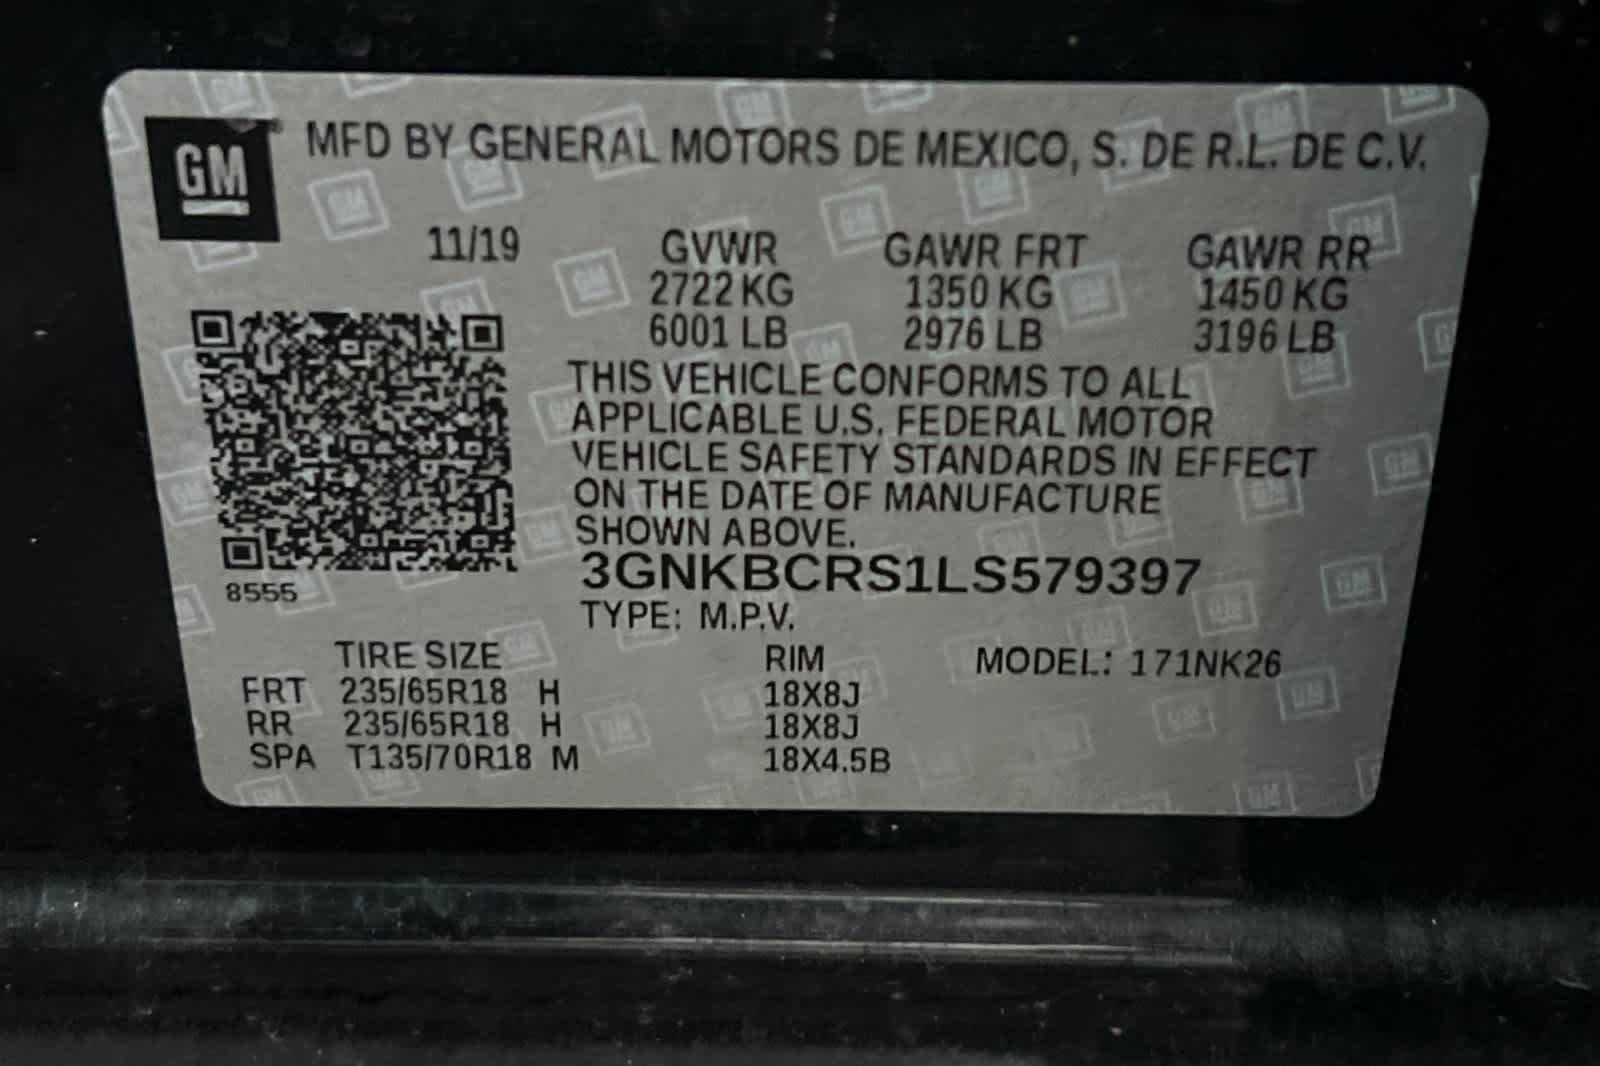 GM
MFD BY GENERAL MOTORS DE MEXICO, S. DE R.L. DE C.V.
11/19 GVWR GAWR FRT GAWR RR
2722 KG 1350 KG 1450 KG
6001 LB 2976 LB 3196 LB
THIS VEHICLE CONFORMS TO ALL
APPLICABLE U.S. FEDERAL MOTOR
VEHICLE SAFETY STANDARDS IN EFFECT
ON THE DATE OF MANUFACTURE
SHOWN ABOVE.
3GNKBCRS1LS579397
8555
TYPE: M.P.V.
TIRE SIZE RIM MODEL: 171NK26
FRT 235/65R18 H 18X8J
RR 235/65R18 H 18X8J
SPA T135/70R18 M 18X4.5B